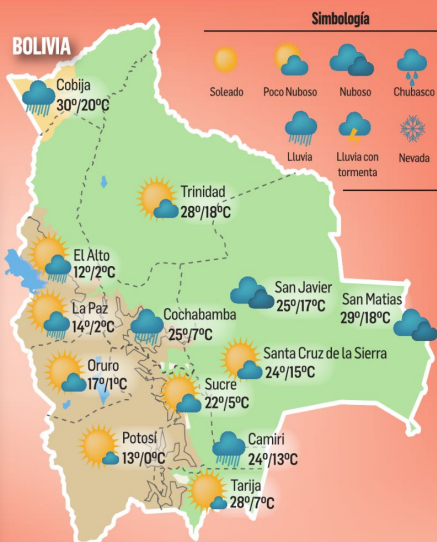 Simbología
BOLIVIA
Soleado
Poco Nuboso
Nuboso
Chubasco
Lluvia
Lluvia con
tormenta
Nevada
Cobija
30º/20ºC
Trinidad
28º/18ºC
El Alto
12º/2ºC
La Paz
14º/2ºC
Cochabamba
25º/7ºC
San Javier
25º/17ºC
San Matias
29º/18ºC
Oruro
17º/1ºC
Santa Cruz de la Sierra
24º/15ºC
Sucre
22º/5ºC
Potosí
13º/0ºC
Camiri
24º/13ºC
Tarija
28º/7ºC